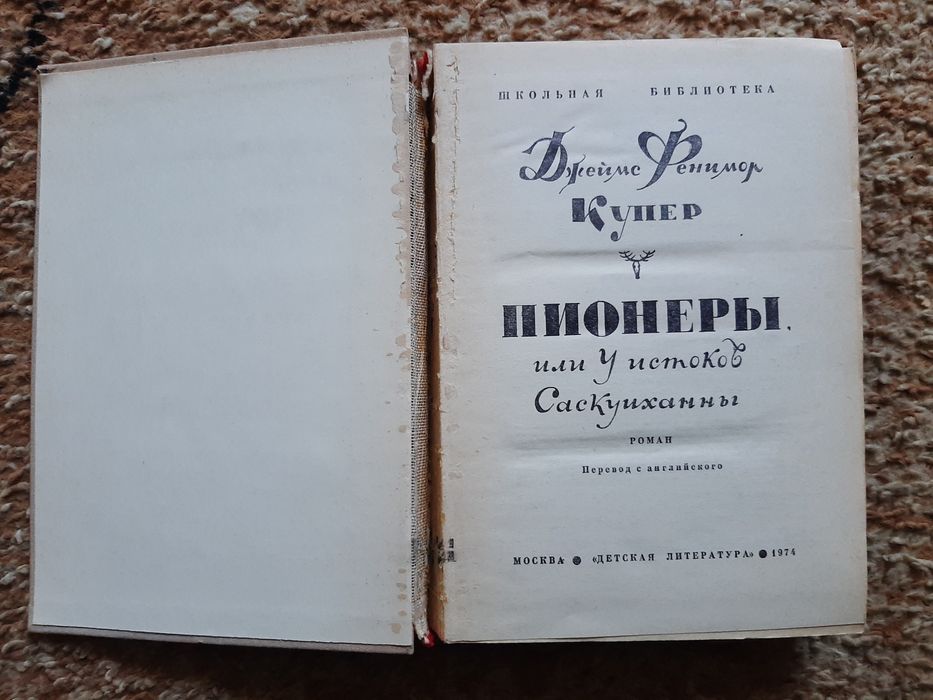 ШКОЛЬНАЯ БИБЛИОТЕКА
Джеймс Фенимор
КУПЕР
ПИОНЕРЫ,
или У истоков
Саскуиханны
РОМАН
Перевод с английского
МОСКВА ● «ДЕТСКАЯ ЛИТЕРАТУРА» ● 1974